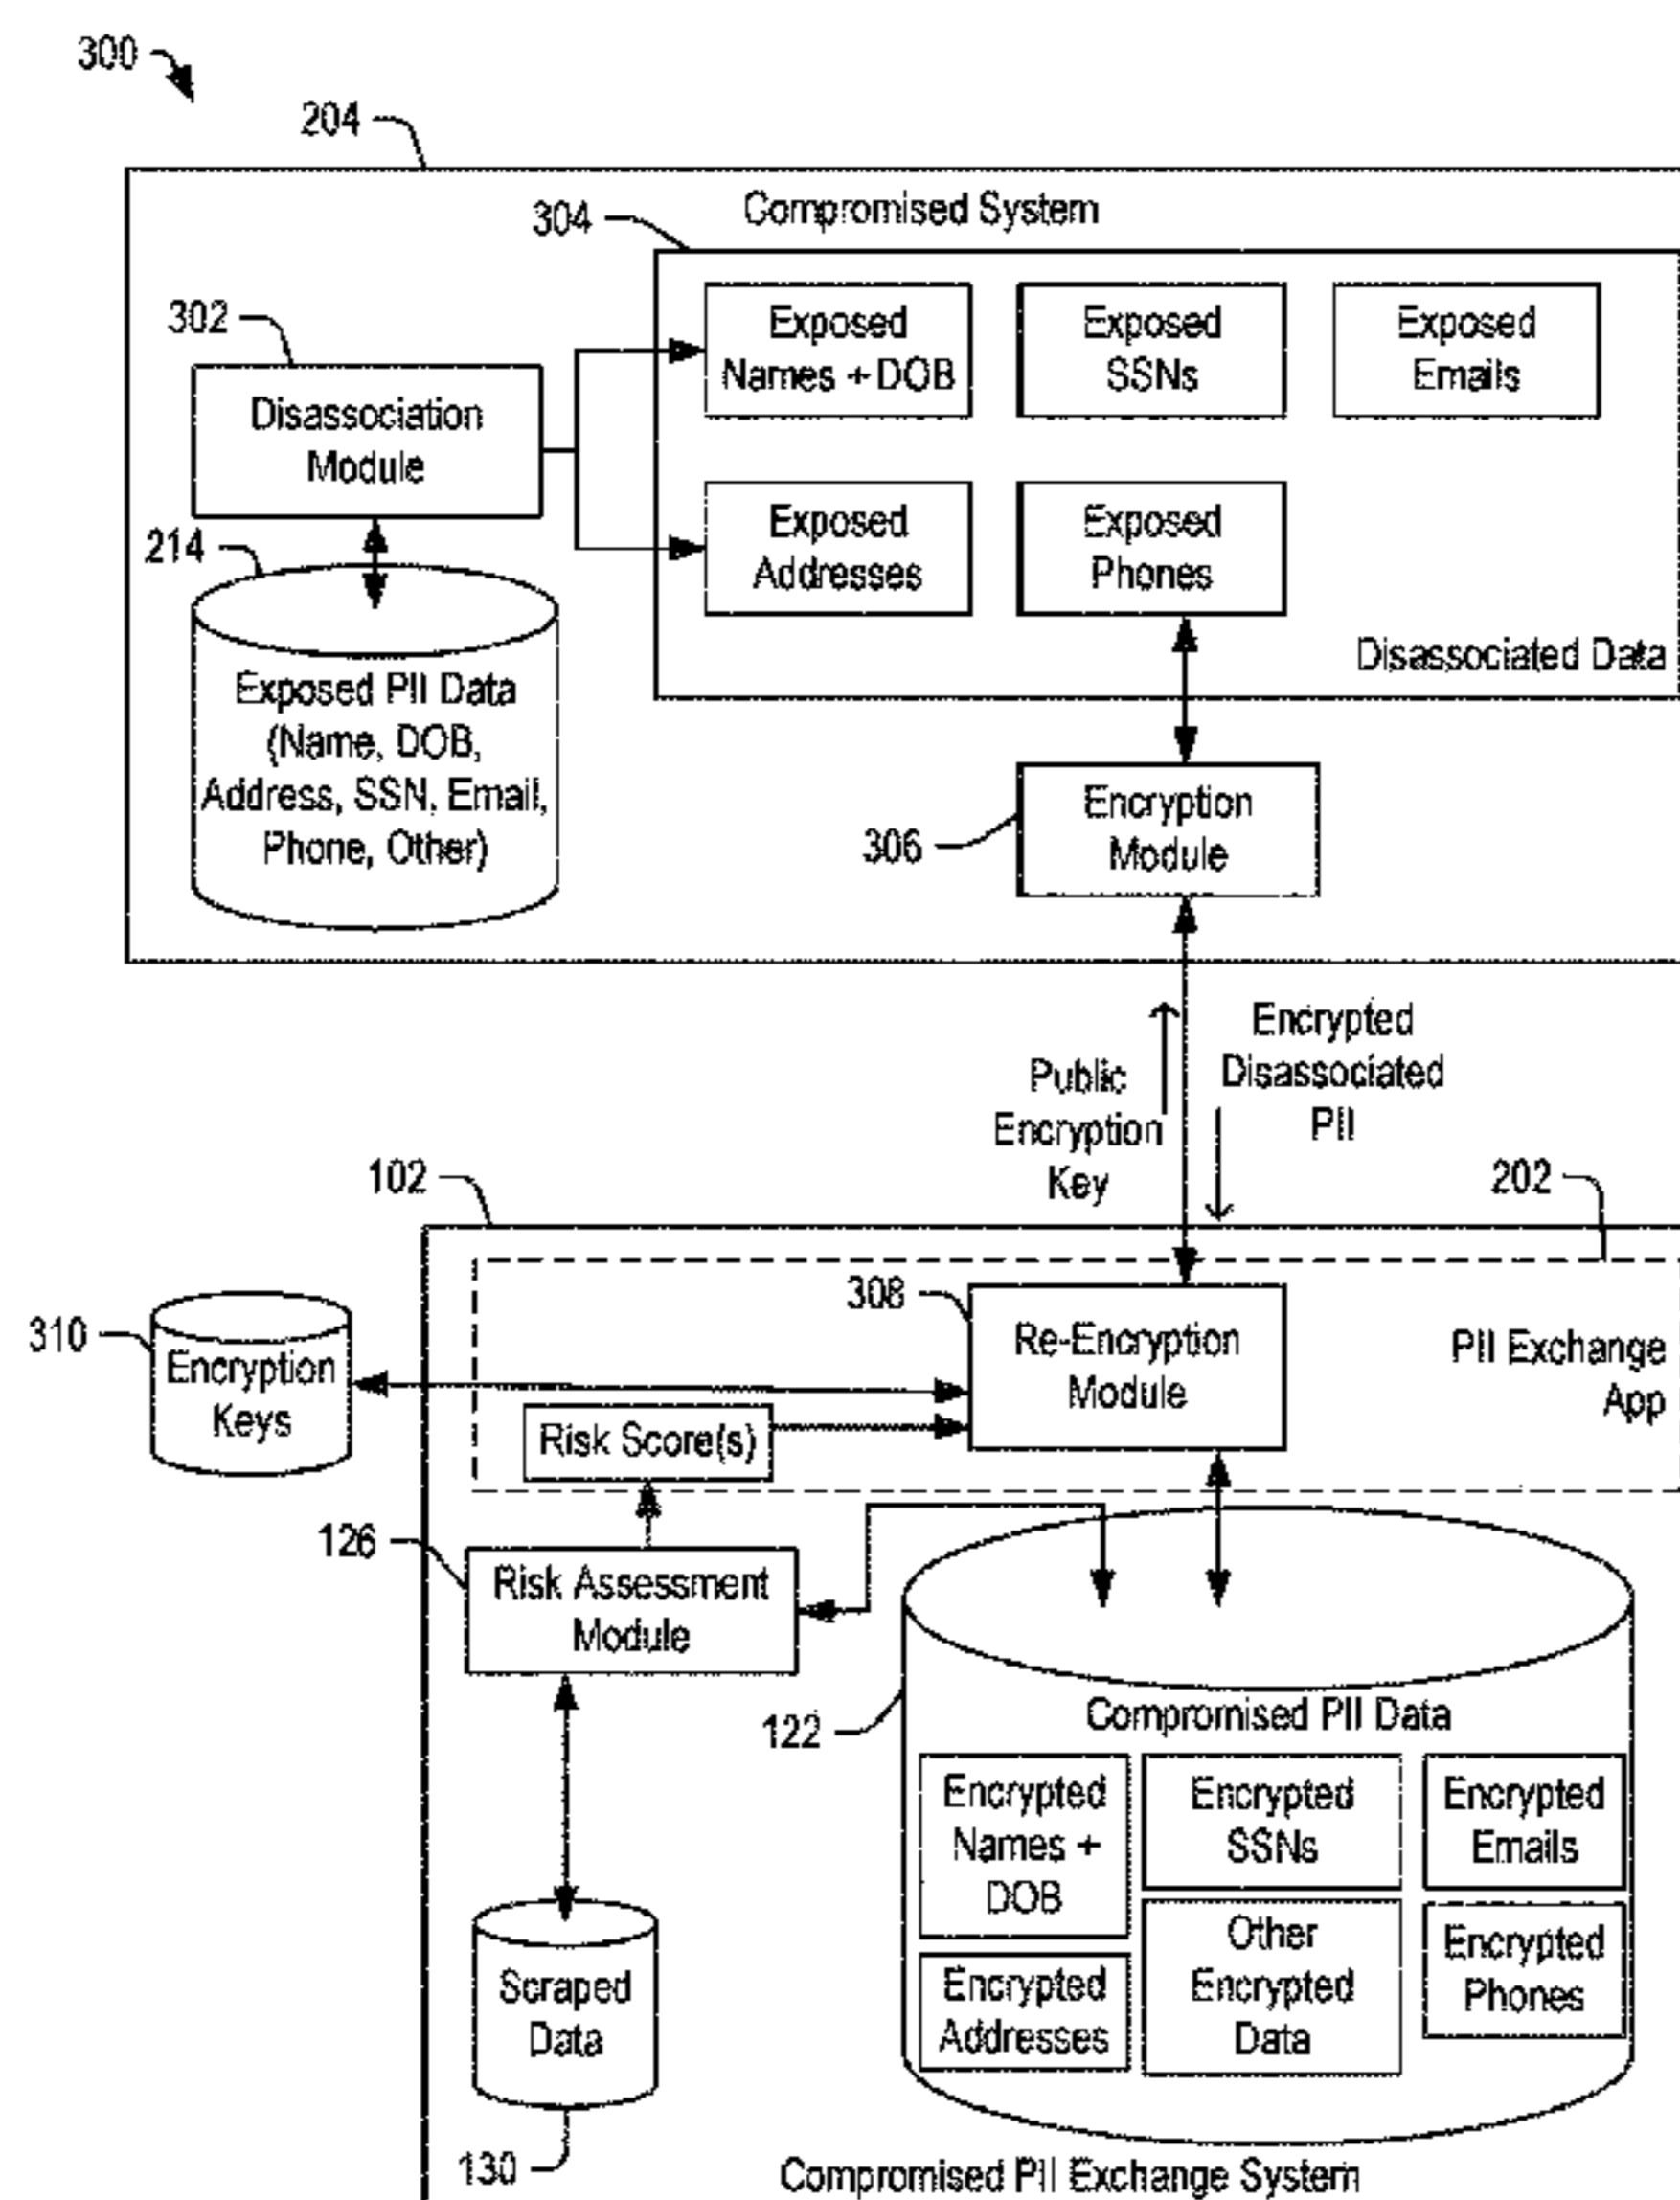 300
204
Compromised System
304
302
Exposed
Names + DOB
Exposed
SSNs
Exposed
Emails
Disassociation
Module
Exposed
Addresses
Exposed
Phones
Disassociated Data
214
Exposed PII Data
(Name, DOB,
Address, SSN, Email,
Phone, Other)
306
Encryption
Module
Public
Encryption
Key
Encrypted
Disassociated
PII
102
202
308
Re-Encryption
Module
PII Exchange
App
310
Encryption
Keys
Risk Score(s)
126
Risk Assessment
Module
122
Compromised PII Data
Encrypted
Names +
DOB
Encrypted
SSNs
Encrypted
Emails
Encrypted
Addresses
Other
Encrypted
Data
Encrypted
Phones
Scraped
Data
130
Compromised PII Exchange System